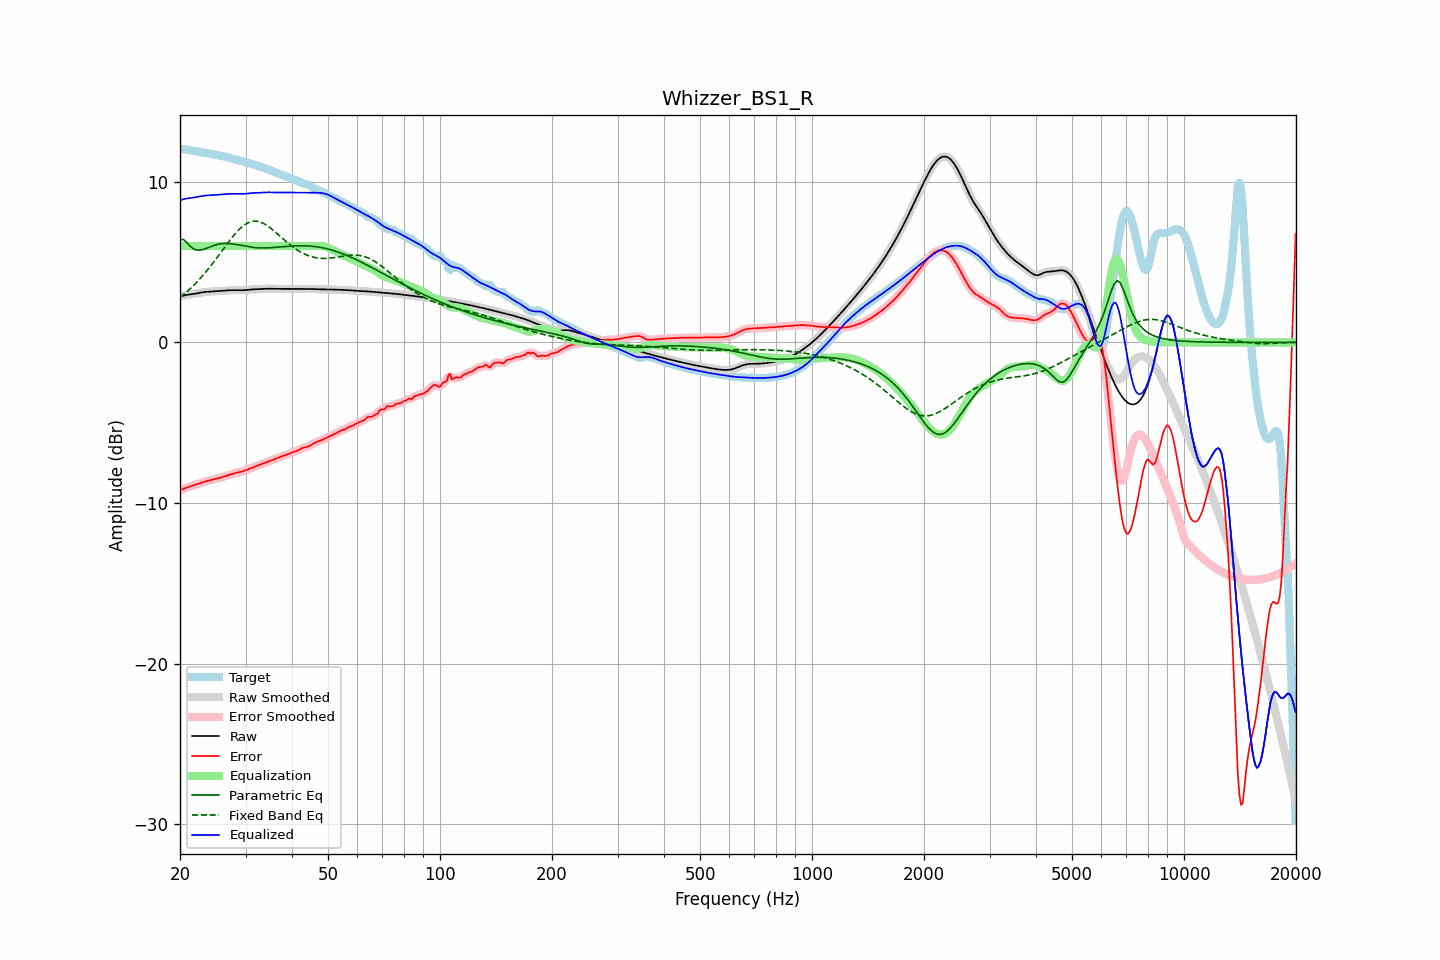 Whizzer_BS1_R
Amplitude (dBr)
10
0
−10
−20
−30
Target
Raw Smoothed
Error Smoothed
Raw
Error
Equalization
Parametric Eq
Fixed Band Eq
Equalized
20 50 100 200 500 1000 2000 5000 10000 20000
Frequency (Hz)